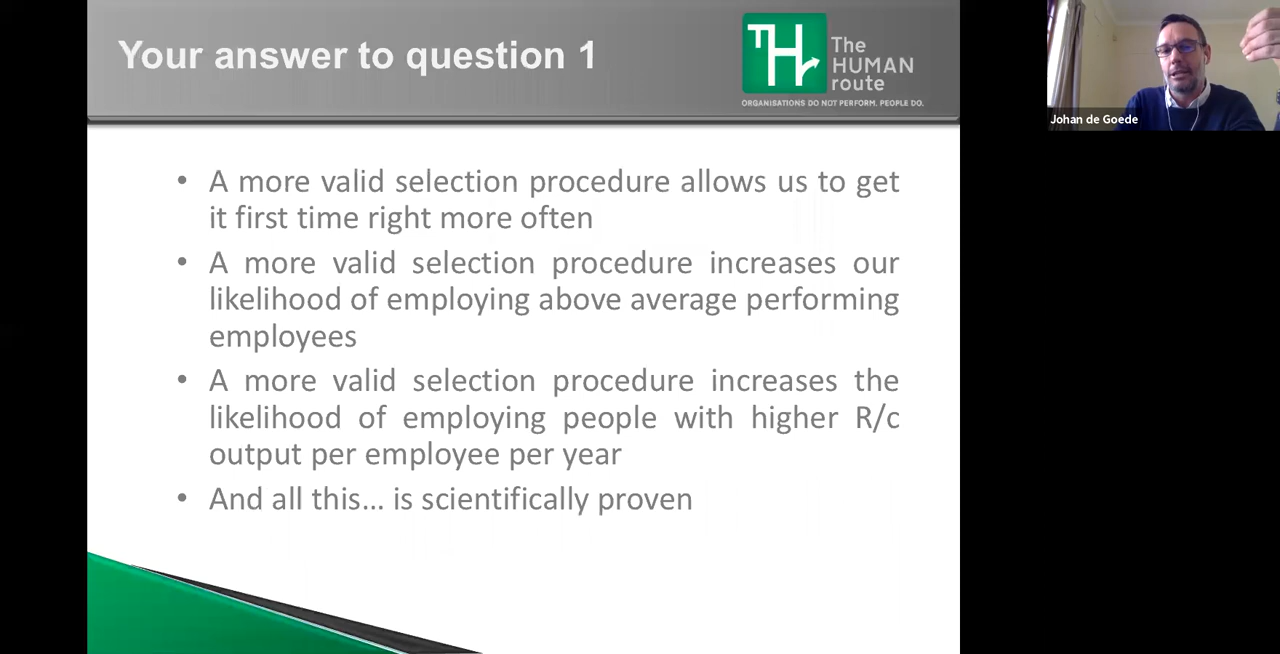 Your answer to question 1
TH
The
HUMAN
route
ORGANISATIONS DO NOT PERFORM. PEOPLE DO.
Johan de Goede
• A more valid selection procedure allows us to get
it first time right more often
• A more valid selection procedure increases our
likelihood of employing above average performing
employees
• A more valid selection procedure increases the
likelihood of employing people with higher R/c
output per employee per year
• And all this... is scientifically proven